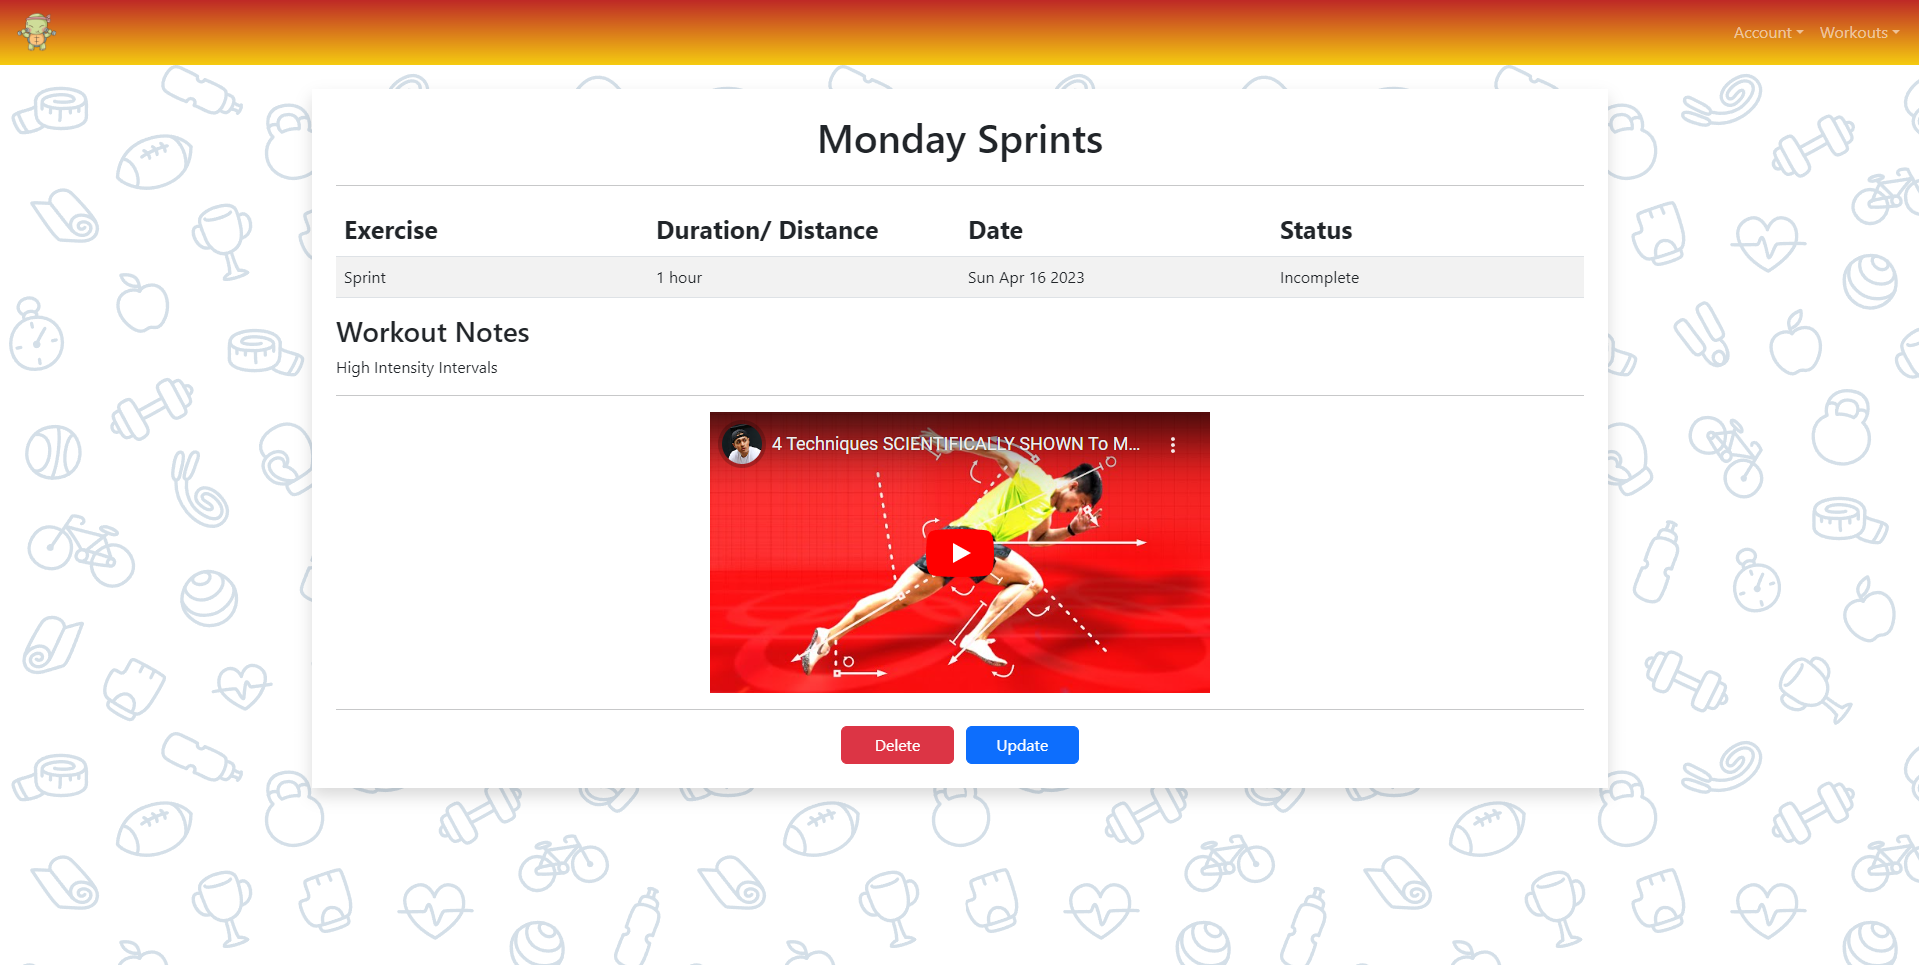 Account Workouts
Monday Sprints
Exercise Duration/ Distance Date Status
Sprint 1 hour Sun Apr 16 2023 Incomplete
Workout Notes
High Intensity Intervals
4 Techniques SCIENTIFICALLY SHOWN To M...
Delete Update